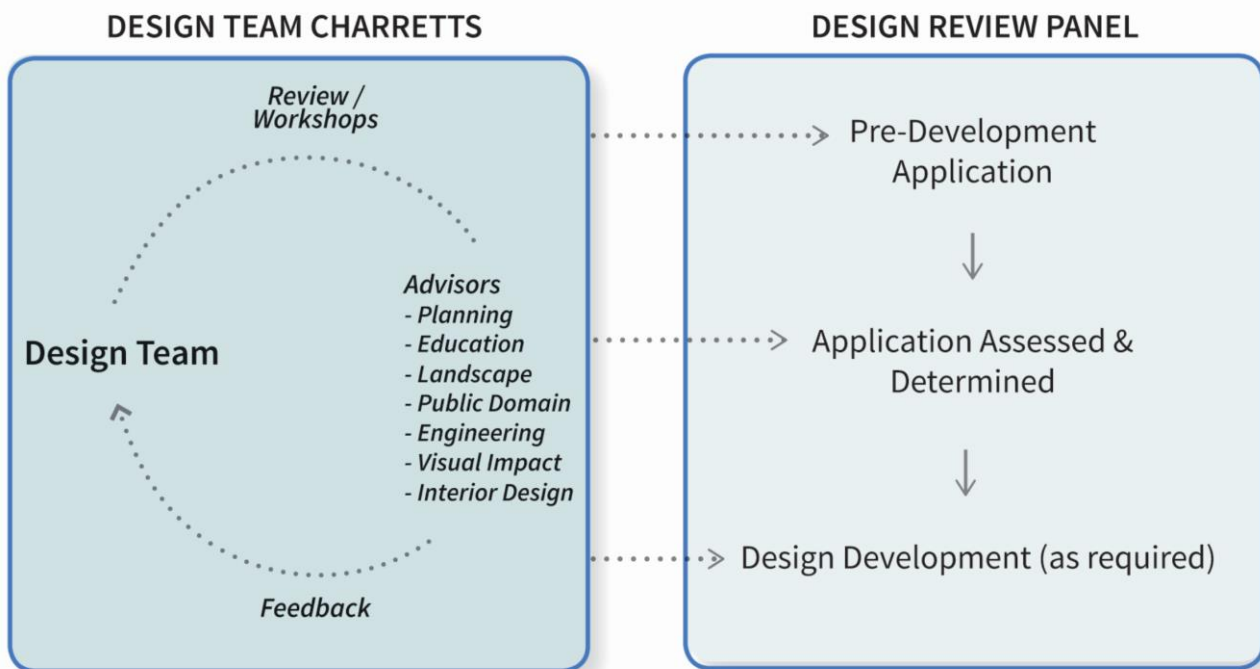 DESIGN TEAM CHARRETTS
Review /
Workshops
Design Team
Advisors
- Planning
- Education
- Landscape
- Public Domain
- Engineering
- Visual Impact
- Interior Design
Feedback
DESIGN REVIEW PANEL
Pre-Development
Application
Application Assessed &
Determined
Design Development (as required)